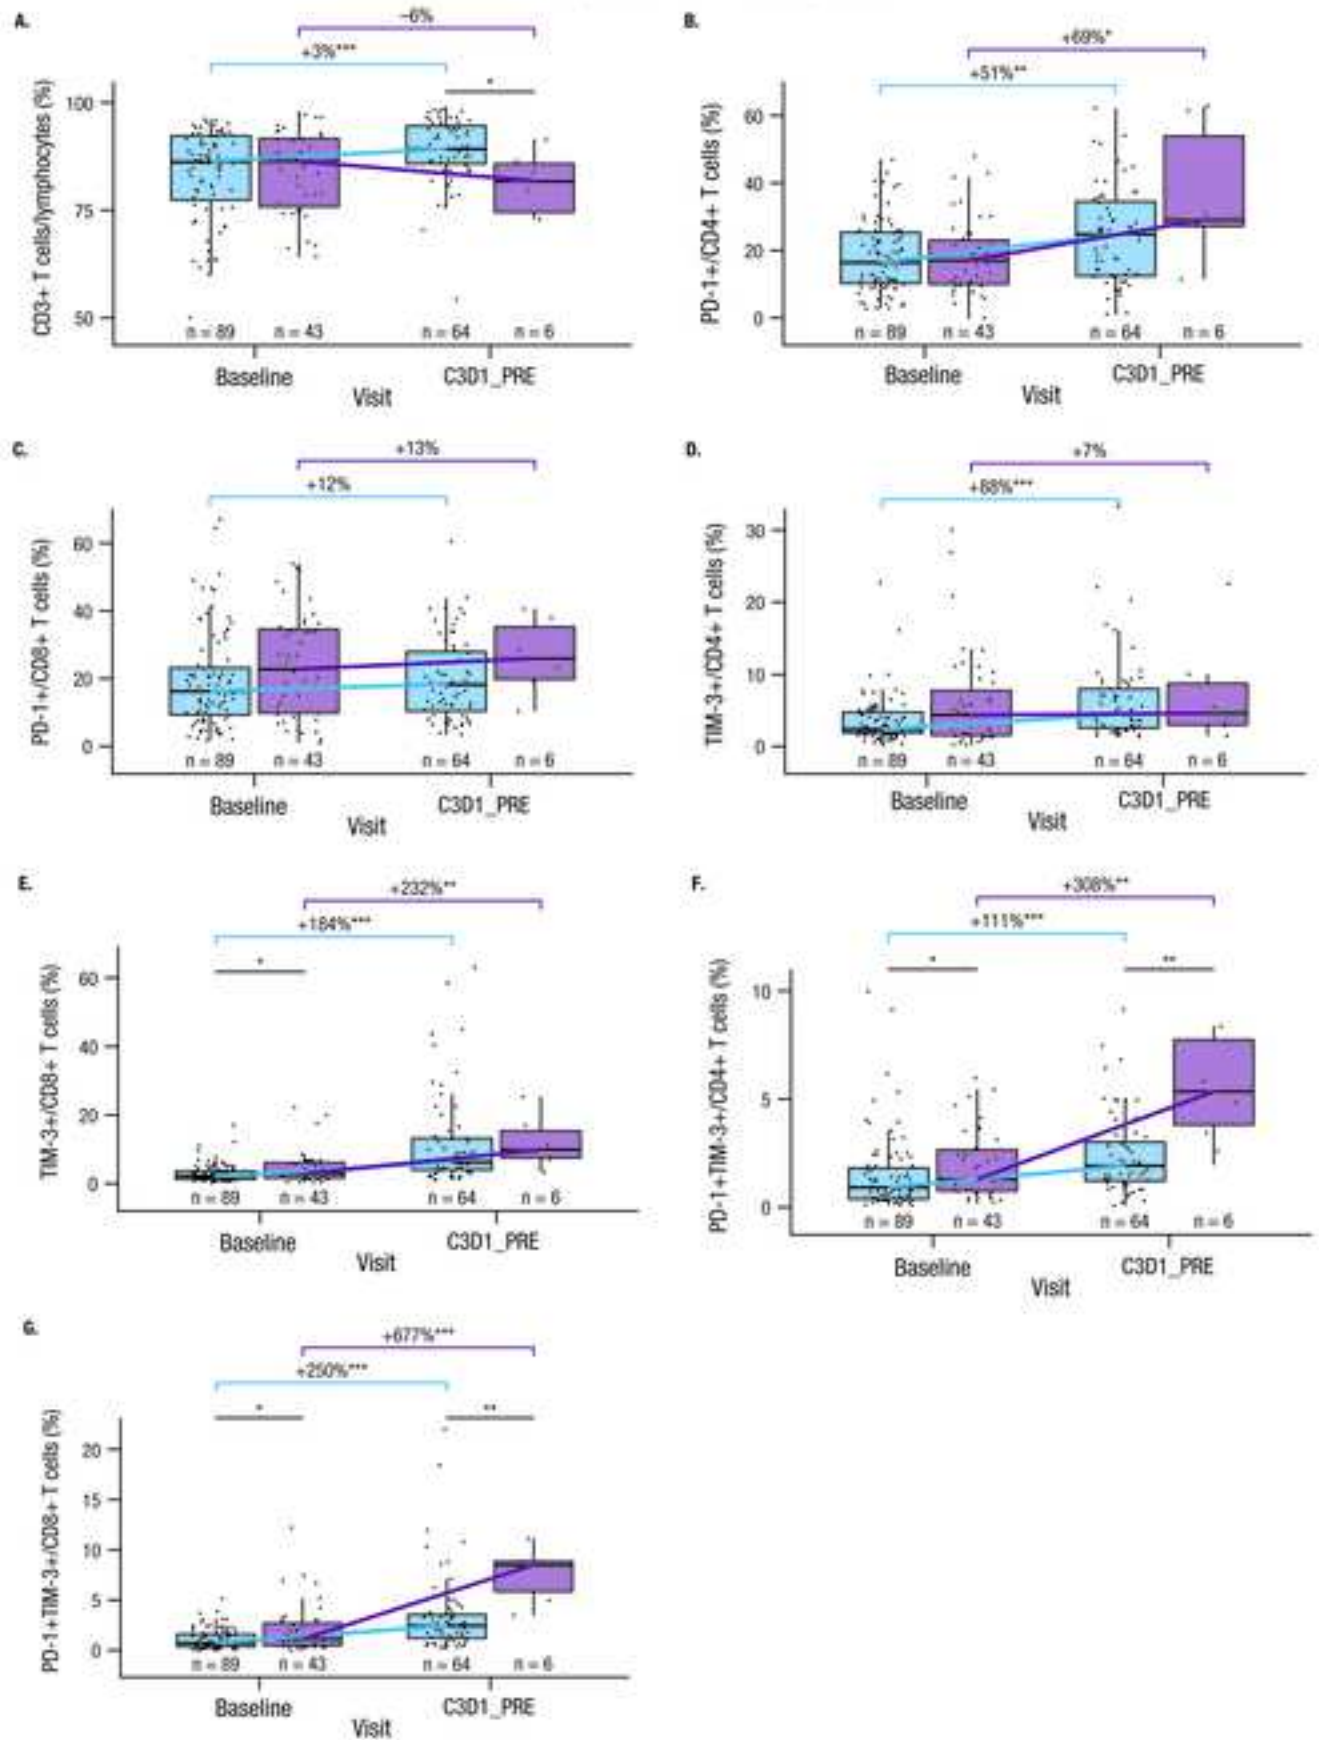 A.
−6%
+3%***
*
CD3+ T cells/lymphocytes (%)
100
75
50
n = 89
n = 43
n = 64
n = 6
Baseline
C3D1_PRE
Visit
B.
+69%*
+51%**
PD-1+/CD4+ T cells (%)
60
40
20
0
n = 89
n = 43
n = 64
n = 6
Baseline
C3D1_PRE
Visit
C.
+13%
+12%
PD-1+/CD8+ T cells (%)
60
40
20
0
n = 89
n = 43
n = 64
n = 6
Baseline
C3D1_PRE
Visit
D.
+7%
+88%***
TIM-3+/CD4+ T cells (%)
30
20
10
0
n = 89
n = 43
n = 64
n = 6
Baseline
C3D1_PRE
Visit
E.
+232%**
+184%***
*
TIM-3+/CD8+ T cells (%)
60
40
20
0
n = 89
n = 43
n = 64
n = 6
Baseline
C3D1_PRE
Visit
F.
+308%**
+111%***
*
**
PD-1+TIM-3+/CD4+ T cells (%)
10
5
0
n = 89
n = 43
n = 64
n = 6
Baseline
C3D1_PRE
Visit
G.
+677%***
+250%***
*
**
PD-1+TIM-3+/CD8+ T cells (%)
20
15
10
5
0
n = 89
n = 43
n = 64
n = 6
Baseline
C3D1_PRE
Visit